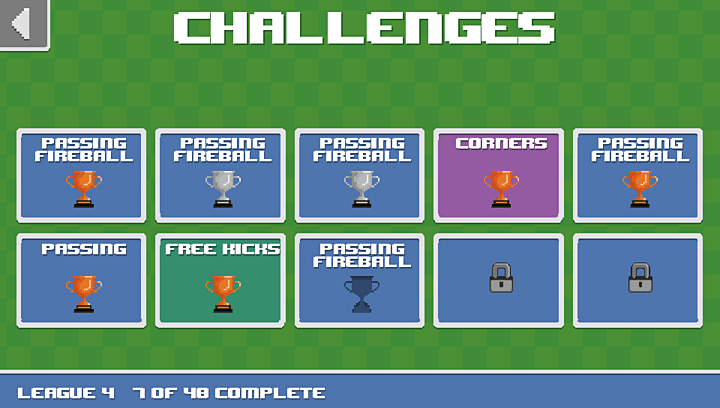 CHALLENGES
PASSING
FIREBALL
PASSING
FIREBALL
PASSING
FIREBALL
CORNERS
PASSING
FIREBALL
PASSING
FREE KICKS
PASSING
FIREBALL
LEAGUE 4 7 OF 48 COMPLETE